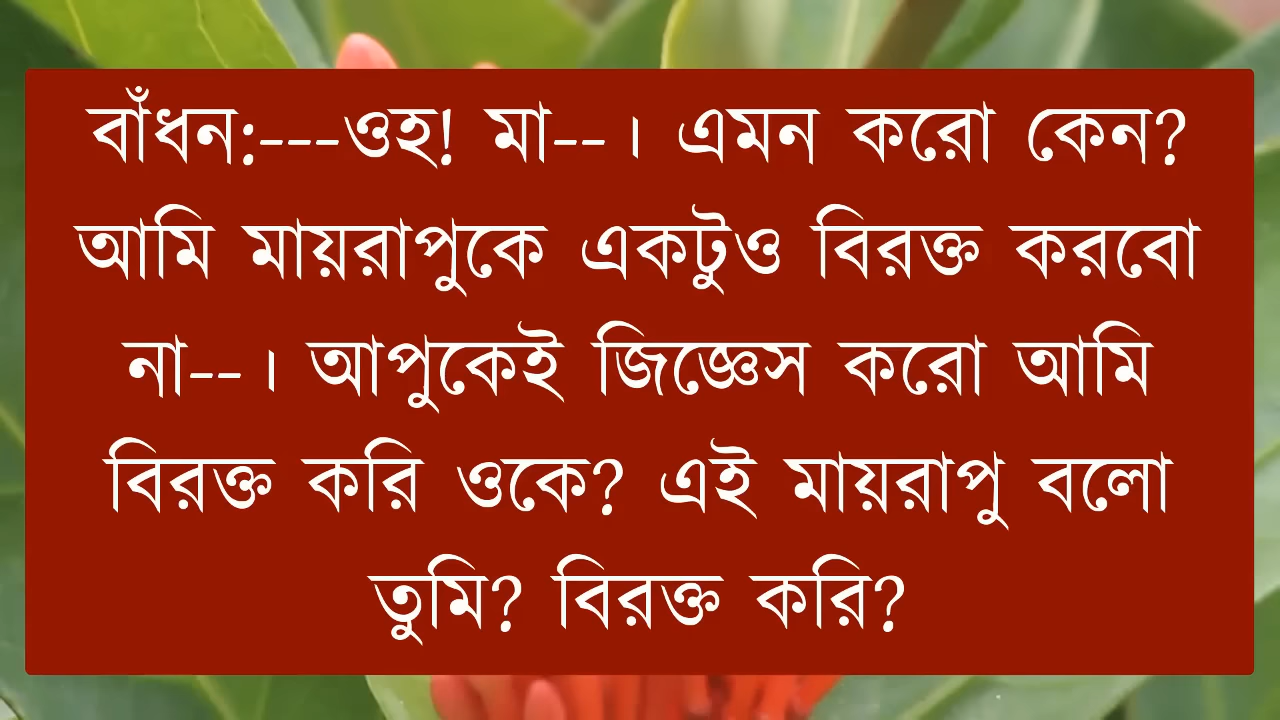 বাঁধন:---ওহ! মা--। এমন করো কেন?
আমি মায়রাপুকে একটুও বিরক্ত করবো
না--। আপুকেই জিজ্ঞেস করো আমি
বিরক্ত করি ওকে? এই মায়রাপু বলো
তুমি? বিরক্ত করি?